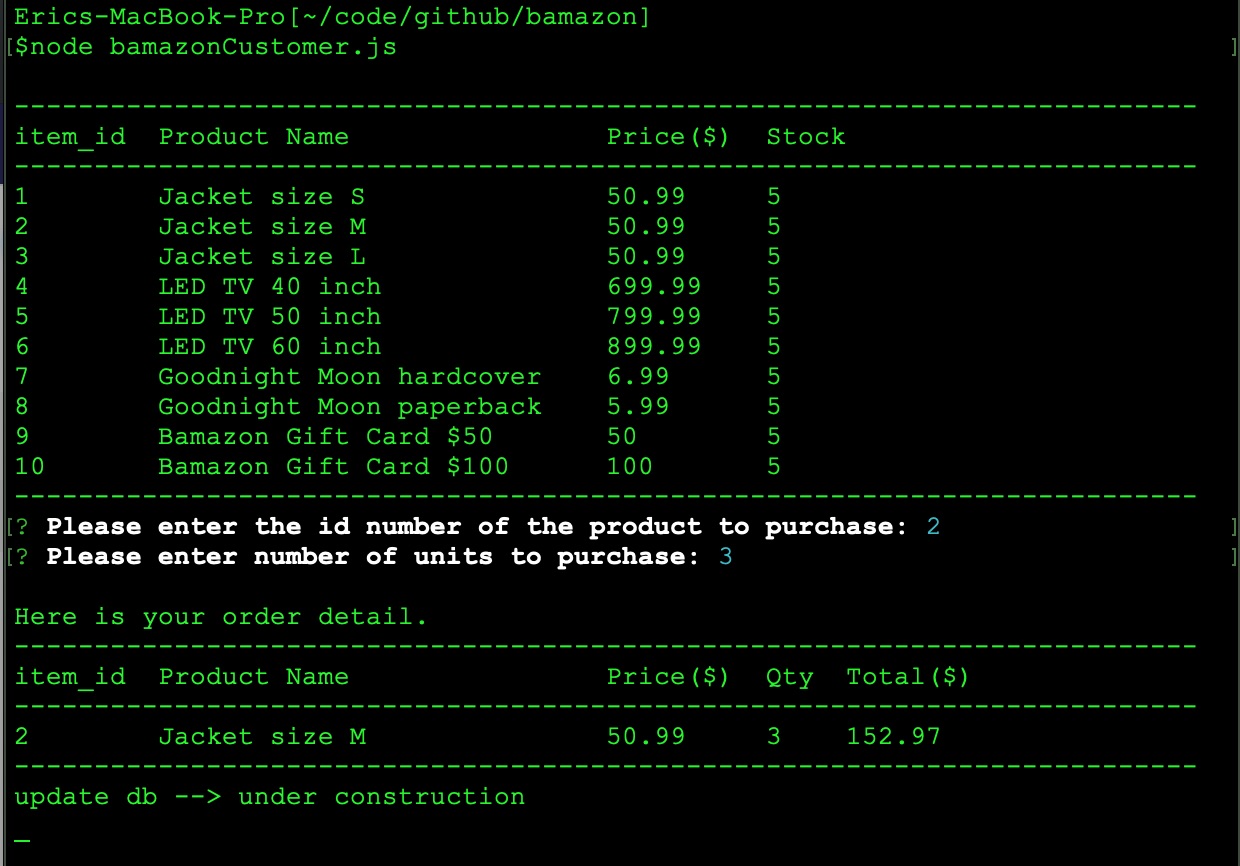 Erics-MacBook-Pro[~/code/github/bamazon]
[$node bamazonCustomer.js ]
--------------------------------------------------------------------------
item_id  Product Name                Price($)  Stock
--------------------------------------------------------------------------
1        Jacket size S               50.99     5
2        Jacket size M               50.99     5
3        Jacket size L               50.99     5
4        LED TV 40 inch              699.99    5
5        LED TV 50 inch              799.99    5
6        LED TV 60 inch              899.99    5
7        Goodnight Moon hardcover    6.99      5
8        Goodnight Moon paperback    5.99      5
9        Bamazon Gift Card $50       50        5
10       Bamazon Gift Card $100      100       5
--------------------------------------------------------------------------
[? Please enter the id number of the product to purchase: 2 ]
[? Please enter number of units to purchase: 3 ]
Here is your order detail.
--------------------------------------------------------------------------
item_id  Product Name                Price($)  Qty  Total($)
--------------------------------------------------------------------------
2        Jacket size M               50.99     3    152.97
--------------------------------------------------------------------------
update db --> under construction
_